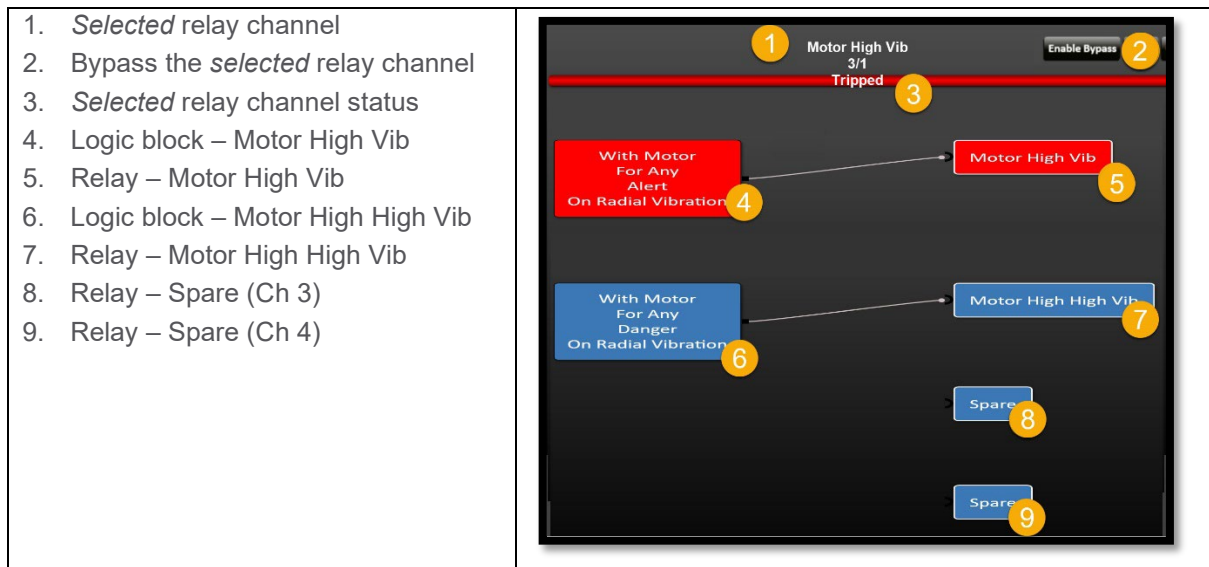 1. Selected relay channel
2. Bypass the selected relay channel
3. Selected relay channel status
4. Logic block – Motor High Vib
5. Relay – Motor High Vib
6. Logic block – Motor High High Vib
7. Relay – Motor High High Vib
8. Relay – Spare (Ch 3)
9. Relay – Spare (Ch 4)
1
Motor High Vib
Enable Bypass
2
3/1
Tripped
3
With Motor
For Any
Alert
On Radial Vibration
4
Motor High Vib
5
With Motor
For Any
Danger
On Radial Vibration
6
Motor High High Vib
7
Spare
8
Spare
9